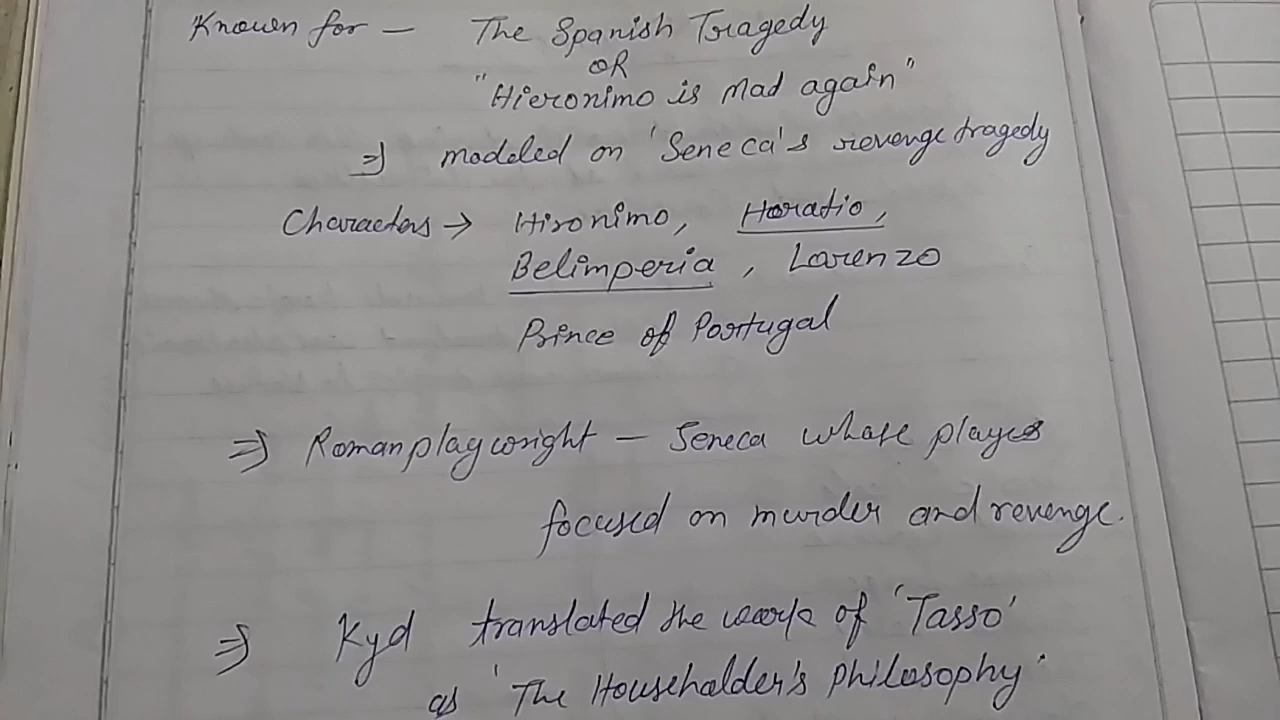 Known for — The Spanish Tragedy
OR
"Hieronimo is Mad again"
⇒ modeled on 'Seneca's revenge tragedy
Characters → Hironimo, Horatio,
Belimperia, Lorenzo
Prince of Portugal
⇒ Roman playwright — Seneca whose playes
focused on murder and revenge.
⇒ Kyd translated the work of 'Tasso'
as 'The Householder's Philosophy'